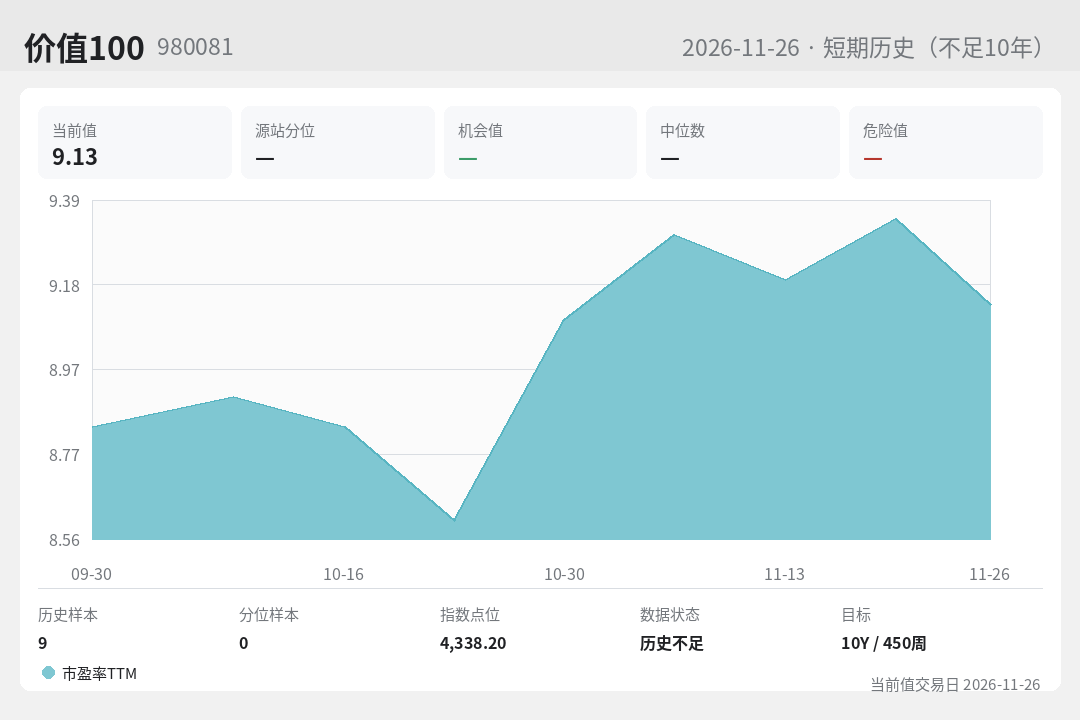 价值100 980081 2026-11-26 · 短期历史（不足10年）
当前值 源站分位 机会值 中位数 危险值
9.13 — — — —
9.39
9.18
8.97
8.77
8.56
09-30 10-16 10-30 11-13 11-26
历史样本 分位样本 指数点位 数据状态 目标
9 0 4,338.20 历史不足 10Y / 450周
市盈率TTM
当前值交易日 2026-11-26